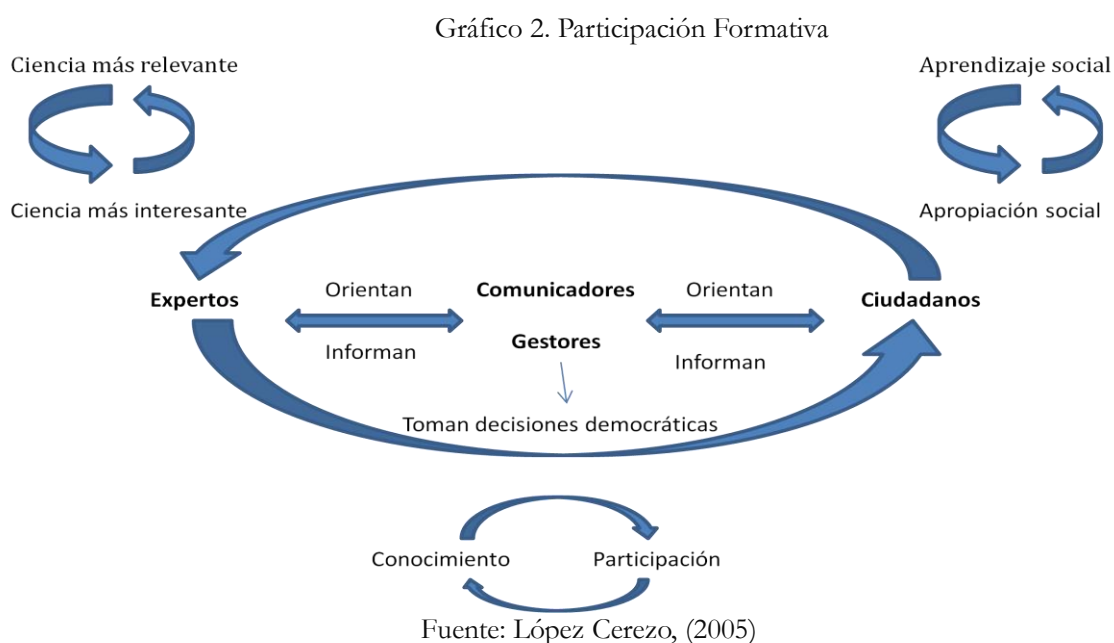 Gráfico 2. Participación Formativa
Ciencia más relevante
Aprendizaje social
Ciencia más interesante
Apropiación social
Expertos
Orientan
Comunicadores
Orientan
Ciudadanos
Informan
Gestores
Informan
Toman decisiones democráticas
Conocimiento
Participación
Fuente: López Cerezo, (2005)